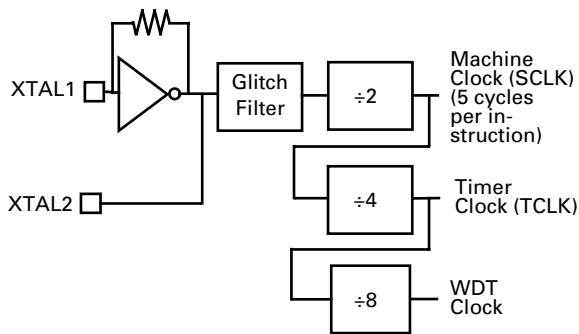 XTAL1
XTAL2
Glitch
Filter
÷2
Machine
Clock (SCLK)
(5 cycles
per in-
struction)
÷4
Timer
Clock (TCLK)
÷8
WDT
Clock